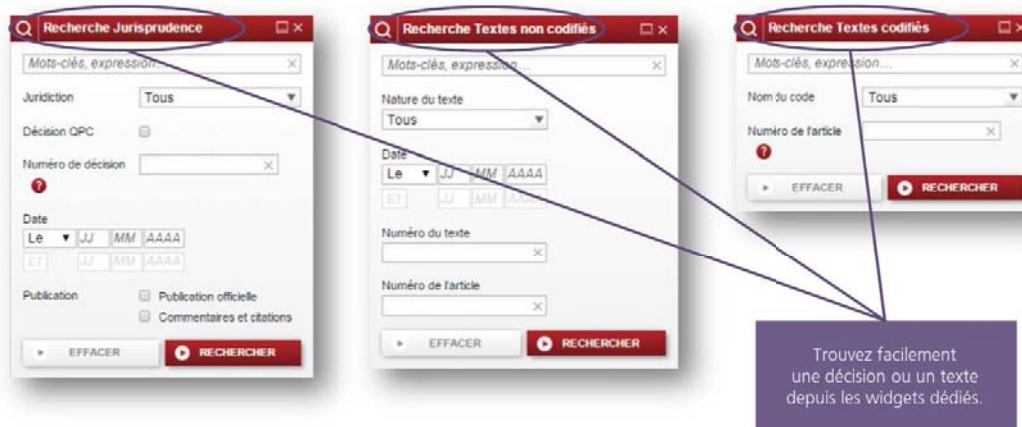 Recherche Jurisprudence
Mots-clés, expression...
Juridiction Tous
Décision QPC
Numéro de décision
?
Date
Le JJ MM AAAA
ET JJ MM AAAA
Publication Publication officielle
Commentaires et citations
EFFACER RECHERCHER
Recherche Textes non codifiés
Mots-clés, expression...
Nature du texte
Tous
Date
Le JJ MM AAAA
ET JJ MM AAAA
Numéro du texte
Numéro de l'article
EFFACER RECHERCHER
Recherche Textes codifiés
Mots-clés, expression...
Nom du code Tous
Numéro de l'article
?
EFFACER RECHERCHER
Trouvez facilement
une décision ou un texte
depuis les widgets dédiés.